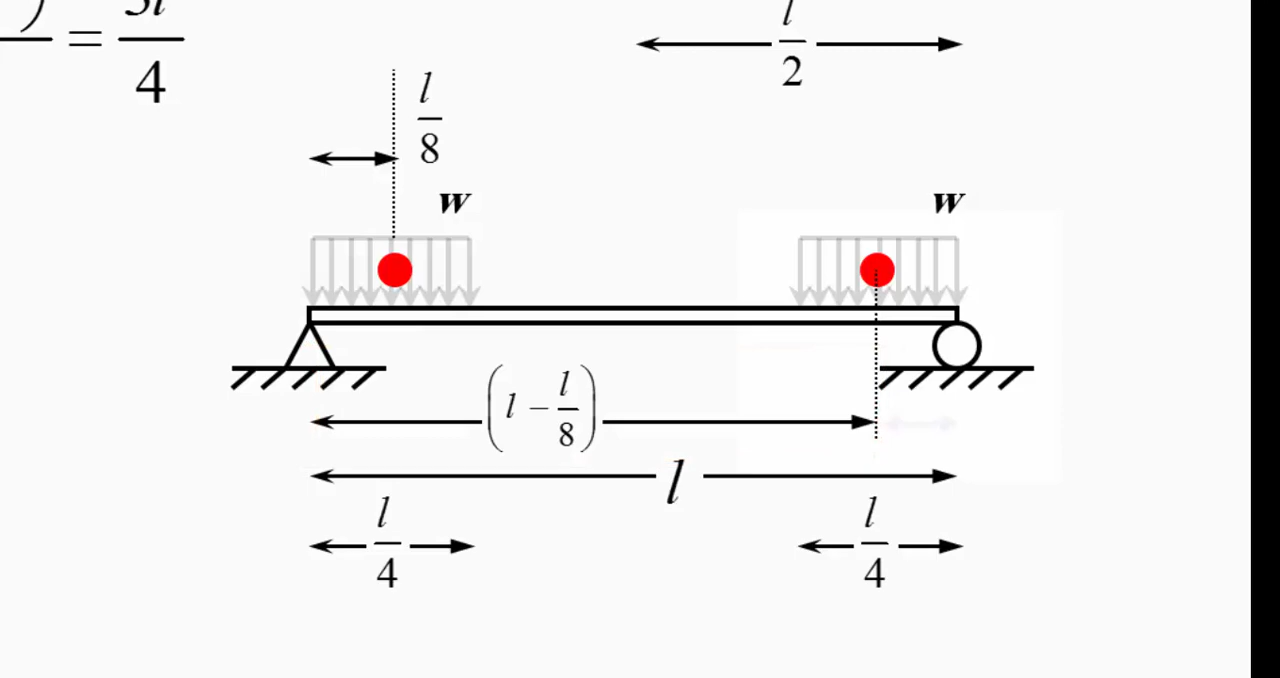 ) = 3l/4
l/2
l/8
w w
(l - l/8)
l
l/4 l/4